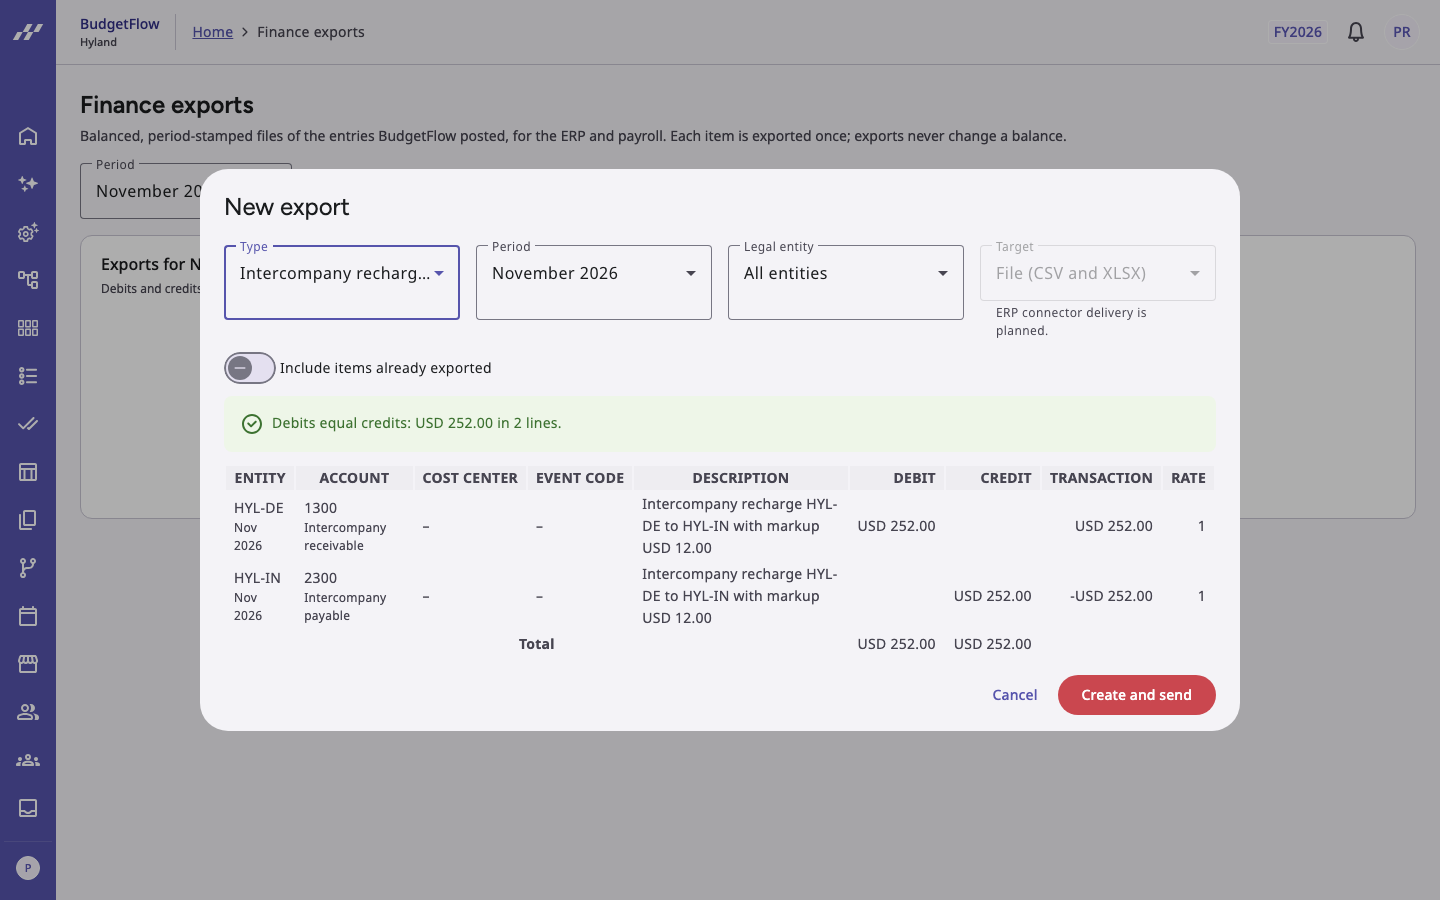 BudgetFlow
Hyland
Home > Finance exports
FY2026
PR
Finance exports
Balanced, period-stamped files of the entries BudgetFlow posted, for the ERP and payroll. Each item is exported once; exports never change a balance.
Period
November 20
Exports for N
Debits and credits
New export
Type
Intercompany recharg...
Period
November 2026
Legal entity
All entities
Target
File (CSV and XLSX)
ERP connector delivery is
planned.
Include items already exported
Debits equal credits: USD 252.00 in 2 lines.
ENTITY ACCOUNT COST CENTER EVENT CODE DESCRIPTION DEBIT CREDIT TRANSACTION RATE
HYL-DE
Nov
2026
1300
Intercompany
receivable
–
–
Intercompany recharge HYL-
DE to HYL-IN with markup
USD 12.00
USD 252.00
USD 252.00
1
HYL-IN
Nov
2026
2300
Intercompany
payable
–
–
Intercompany recharge HYL-
DE to HYL-IN with markup
USD 12.00
USD 252.00
-USD 252.00
1
Total USD 252.00 USD 252.00
Cancel
Create and send
P